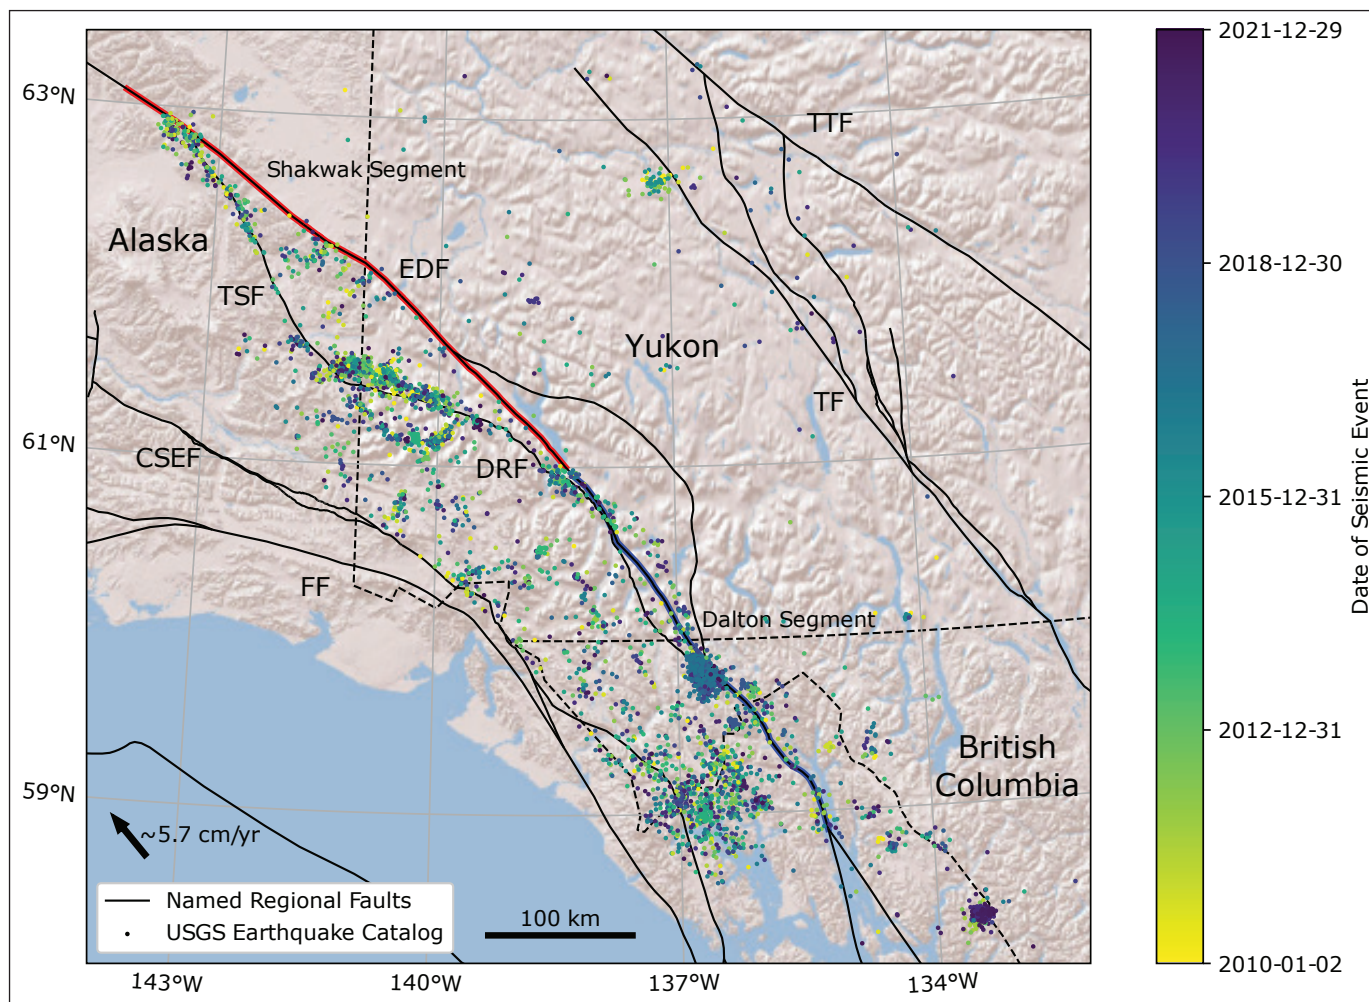 63°N
61°N
59°N
143°W
140°W
137°W
134°W
TTF
Shakwak Segment
Alaska
EDF
TSF
Yukon
TF
CSEF
DRF
FF
Dalton Segment
British
Columbia
~5.7 cm/yr
Named Regional Faults
USGS Earthquake Catalog
100 km
2021-12-29
2018-12-30
2015-12-31
2012-12-31
2010-01-02
Date of Seismic Event